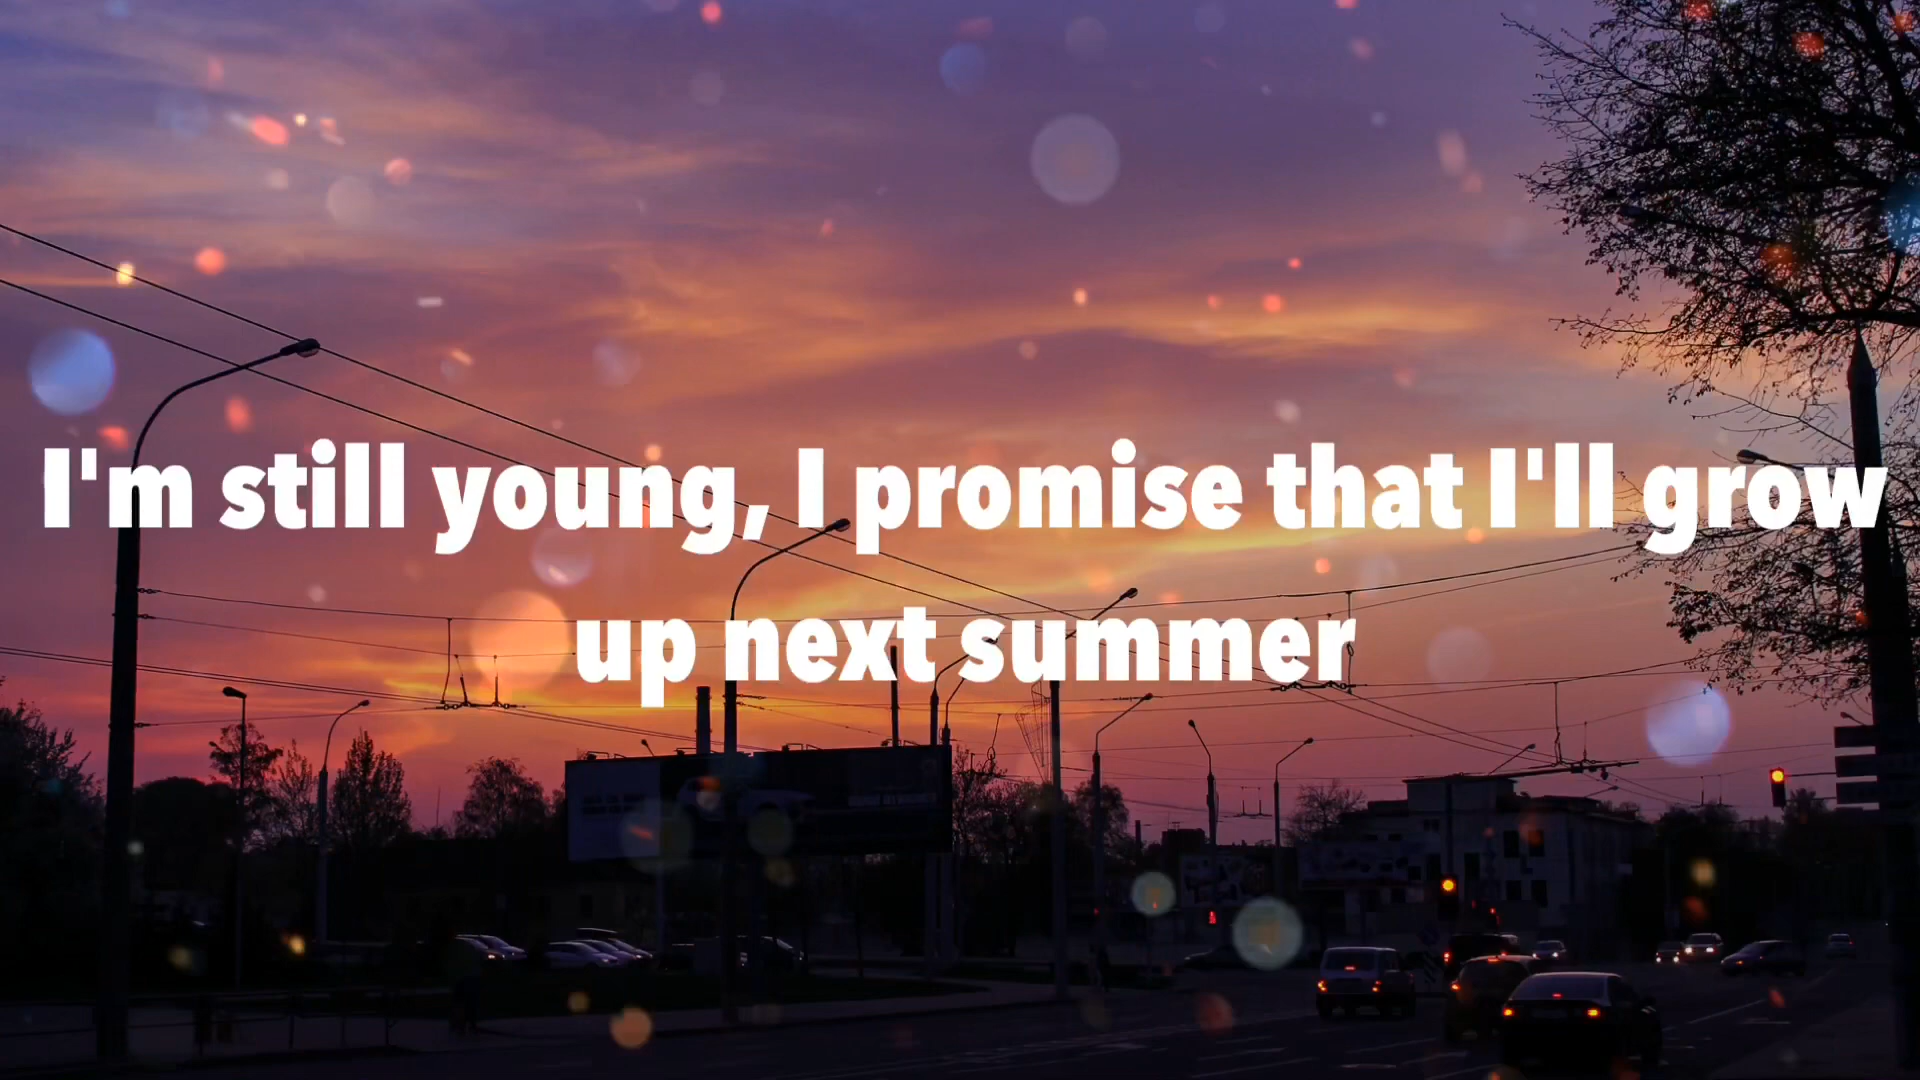 I'm still young, I promise that I'll grow
up next summer